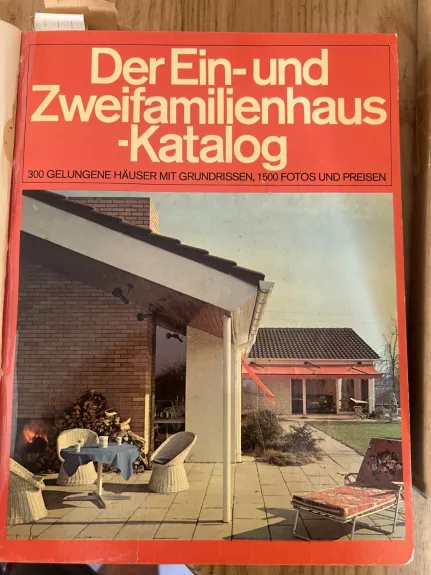 Der Ein- und
Zweifamilienhaus
-Katalog
300 GELUNGENE HÄUSER MIT GRUNDRISSEN, 1500 FOTOS UND PREISEN